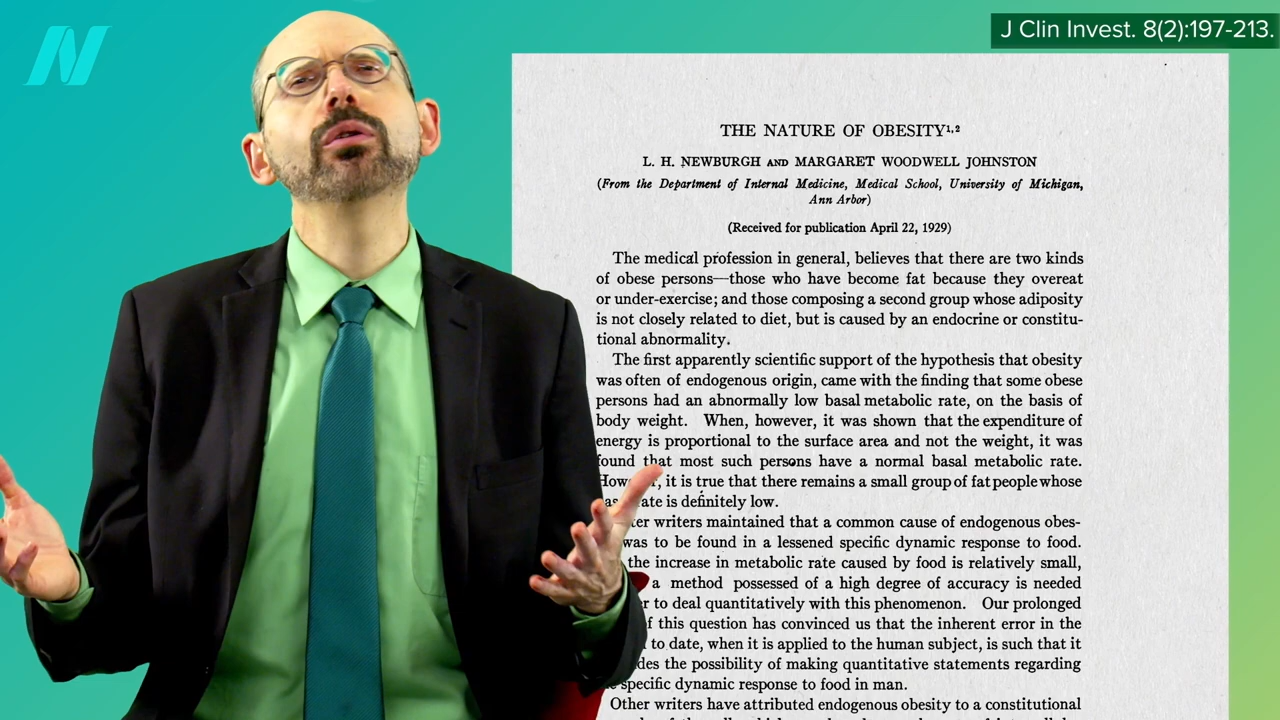 J Clin Invest. 8(2):197-213.
THE NATURE OF OBESITY¹,²
L. H. NEWBURGH AND MARGARET WOODWELL JOHNSTON
(From the Department of Internal Medicine, Medical School, University of Michigan,
Ann Arbor)
(Received for publication April 22, 1929)
The medical profession in general, believes that there are two kinds
of obese persons—those who have become fat because they overeat
or under-exercise; and those composing a second group whose adiposity
is not closely related to diet, but is caused by an endocrine or constitu-
tional abnormality.
The first apparently scientific support of the hypothesis that obesity
was often of endogenous origin, came with the finding that some obese
persons had an abnormally low basal metabolic rate, on the basis of
body weight. When, however, it was shown that the expenditure of
energy is proportional to the surface area and not the weight, it was
found that most such persons have a normal basal metabolic rate.
it is true that there remains a small group of fat people whose
is definitely low.
writers maintained that a common cause of endogenous obes-
was to be found in a lessened specific dynamic response to food.
the increase in metabolic rate caused by food is relatively small,
a method possessed of a high degree of accuracy is needed
to deal quantitatively with this phenomenon. Our prolonged
of this question has convinced us that the inherent error in the
to date, when it is applied to the human subject, is such that it
the possibility of making quantitative statements regarding
specific dynamic response to food in man.
Other writers have attributed endogenous obesity to a constitutional